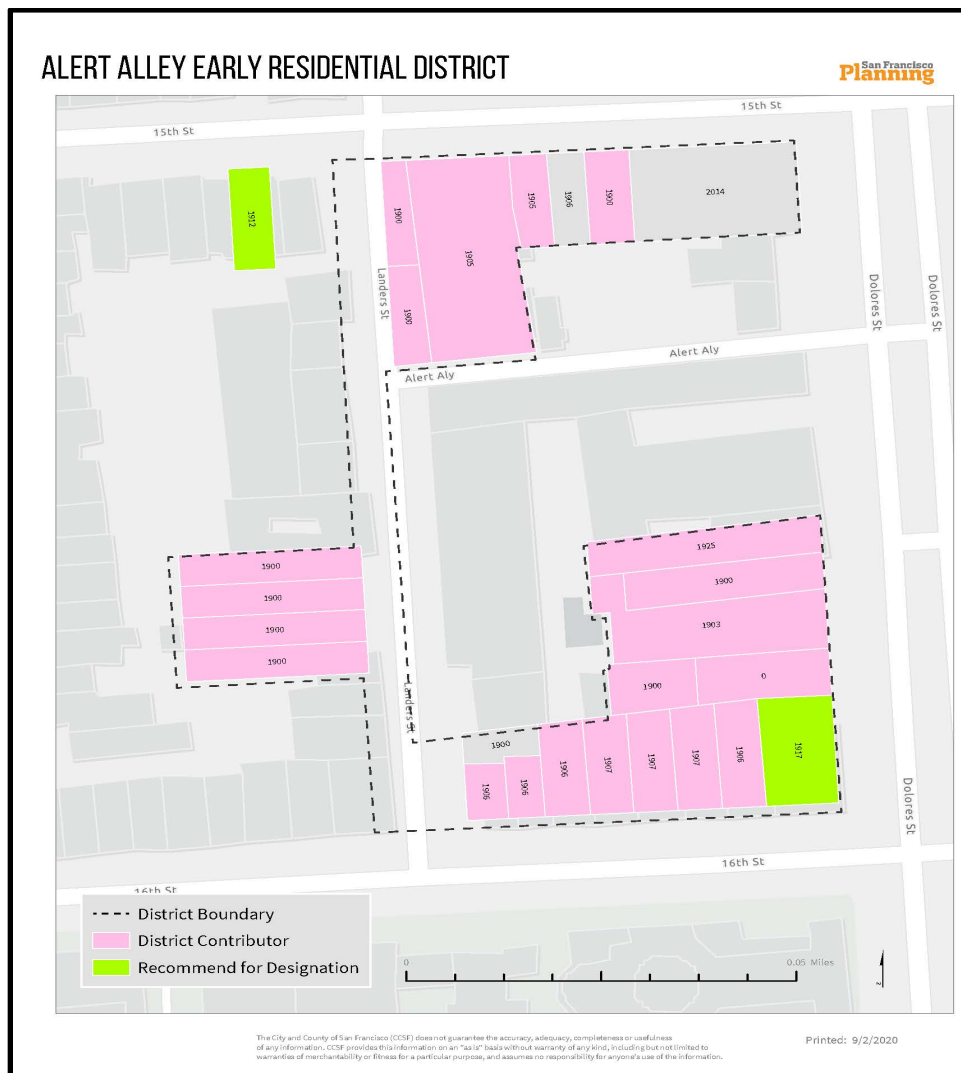 ALERT ALLEY EARLY RESIDENTIAL DISTRICT
San Francisco
Planning
15th St
15th St
1912
1900
1905
1906
1900
2014
1905
1900
Landers St
Dolores St
Dolores St
Alert Aly
Alert Aly
1925
1900
1900
1900
1903
1900
1900
1900
0
Landers St
1900
1906
1906
1906
1907
1907
1907
1906
1917
Dolores St
16th St
16th St
District Boundary
District Contributor
Recommend for Designation
0
0.05 Miles
z
The City and County of San Francisco (CCSF) does not guarantee the accuracy, adequacy, completeness or usefulness
of any information. CCSF provides this information on an "as is" basis without warranty of any kind, including but not limited to
warranties of merchantability or fitness for a particular purpose, and assumes no responsibility for anyone's use of the information.
Printed: 9/2/2020